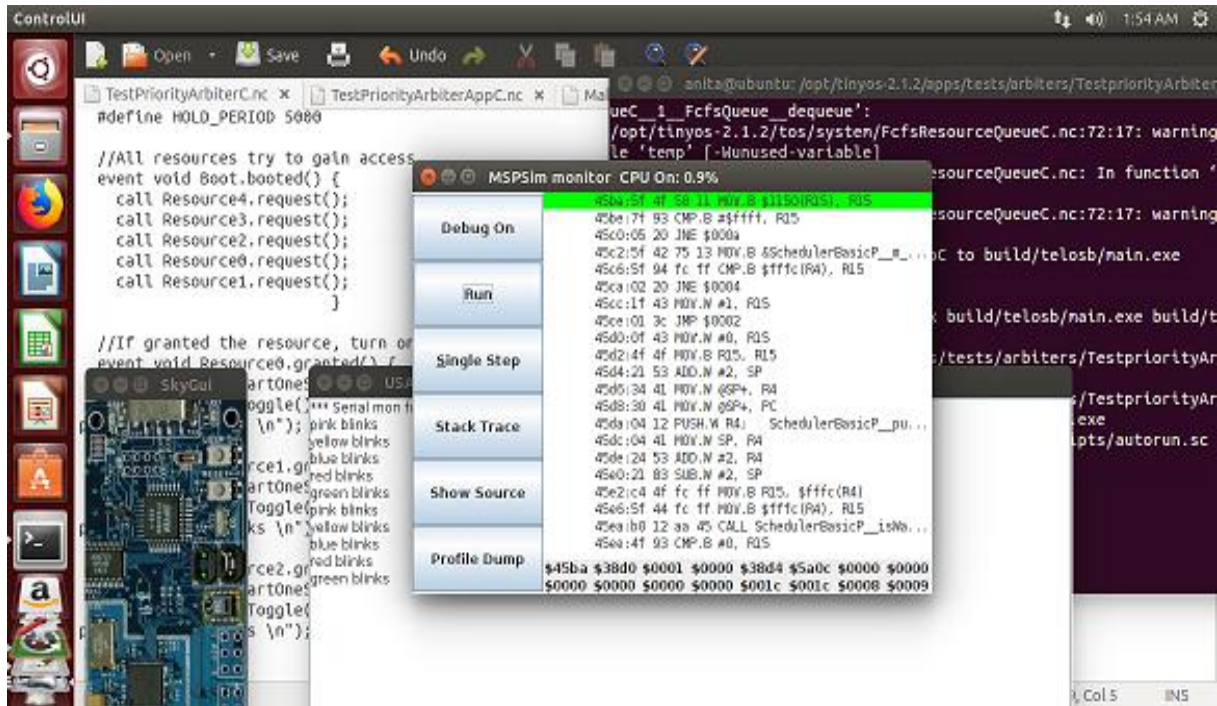 ControlUI
1:54 AM
Open
Save
Undo
TestPriorityArbiterC.nc
TestPriorityArbiterAppC.nc
#define HOLD_PERIOD 5000
//All resources try to gain access
event void Boot.booted() {
call Resource4.request();
call Resource3.request();
call Resource2.request();
call Resource0.request();
call Resource1.request();
}
//If granted the resource, turn on
event void Resource0.granted() {
anita@ubuntu: /opt/tinyos-2.1.2/apps/tests/arbiters/TestpriorityArbiter
ueC__1__FcfsQueue__dequeue':
/opt/tinyos-2.1.2/tos/system/FcfsResourceQueueC.nc:72:17: warning
le 'temp' [-Wunused-variable]
esourceQueueC.nc: In function '
esourceQueueC.nc:72:17: warning
C to build/telosb/main.exe
build/telosb/main.exe build/t
/tests/arbiters/TestpriorityAr
/TestpriorityAr
.exe
ipts/autorun.sc
MSPSim monitor CPU On: 0.9%
Debug On
Run
Single Step
Stack Trace
Show Source
Profile Dump
45ba:5f 4f 50 11 MOV.B $1150(R15), R15
45be:7f 93 CMP.B #$ffff, R15
45c0:05 20 JNE $000a
45c2:5f 42 75 13 MOV.B &SchedulerBasicP__m_...
45c6:5f 94 fc ff CMP.B $fffc(R4), R15
45ca:02 20 JNE $0004
45cc:1f 43 MOV.W #1, R15
45ce:01 3c JMP $0002
45d0:0f 43 MOV.W #0, R15
45d2:4f 4f MOV.B R15, R15
45d4:21 53 ADD.W #2, SP
45d6:34 41 MOV.W @SP+, R4
45d8:30 41 MOV.W @SP+, PC
45da:04 12 PUSH.W R4; SchedulerBasicP__pu...
45dc:04 41 MOV.W SP, R4
45de:24 53 ADD.W #2, R4
45e0:21 83 SUB.W #2, SP
45e2:c4 4f fc ff MOV.B R15, $fffc(R4)
45e6:5f 44 fc ff MOV.B $fffc(R4), R15
45ea:b0 12 aa 45 CALL SchedulerBasicP__isWa...
45ee:4f 93 CMP.B #0, R15
$45ba $38d0 $0001 $0000 $38d4 $5a0c $0000 $0000
$0000 $0000 $0000 $0000 $001c $001c $0008 $0009
SkyGui
USA
*** Serial mon f
pink blinks
yellow blinks
blue blinks
red blinks
green blinks
pink blinks
yellow blinks
blue blinks
red blinks
green blinks
, Col 5
INS